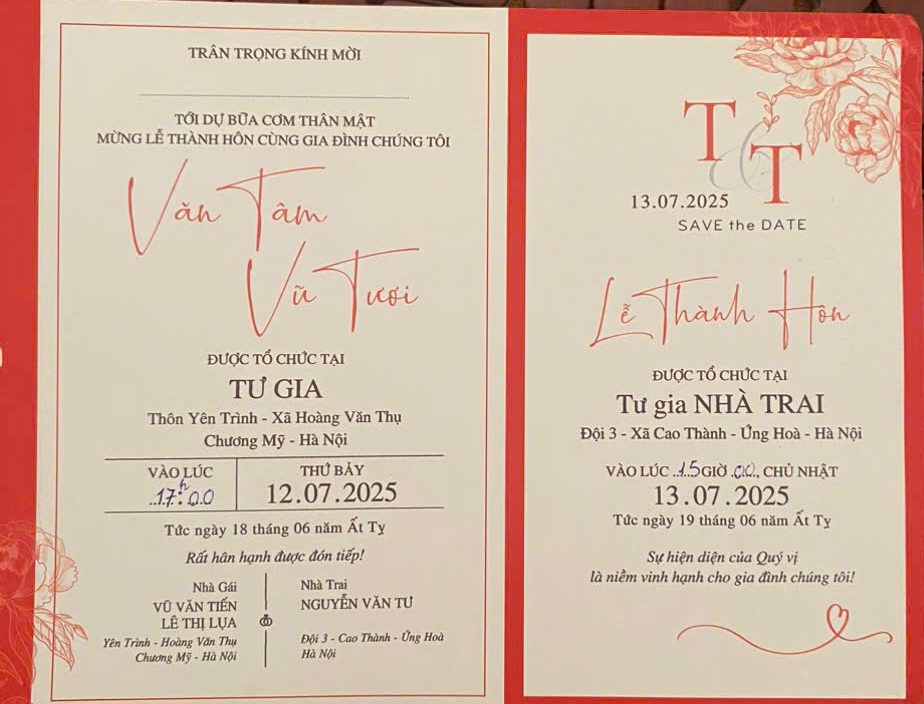 TRÂN TRỌNG KÍNH MỜI
TỚI DỰ BỮA CƠM THÂN MẬT
MỪNG LỄ THÀNH HÔN CÙNG GIA ĐÌNH CHÚNG TÔI
Văn Tâm
Vũ Tươi
ĐƯỢC TỔ CHỨC TẠI
TƯ GIA
Thôn Yên Trình - Xã Hoàng Văn Thụ
Chương Mỹ - Hà Nội
VÀO LÚC
17h:00
THỨ BẢY
12.07.2025
Tức ngày 18 tháng 06 năm Ất Tỵ
Rất hân hạnh được đón tiếp!
Nhà Gái
VŨ VĂN TIẾN
LÊ THỊ LỤA
Yên Trình - Hoàng Văn Thụ
Chương Mỹ - Hà Nội
Nhà Trai
NGUYỄN VĂN TƯ
Đội 3 - Cao Thành - Ứng Hoà
Hà Nội
T & T
13.07.2025
SAVE the DATE
Lễ Thành Hôn
ĐƯỢC TỔ CHỨC TẠI
Tư gia NHÀ TRAI
Đội 3 - Xã Cao Thành - Ứng Hoà - Hà Nội
VÀO LÚC 15 GIỜ 00, CHỦ NHẬT
13.07.2025
Tức ngày 19 tháng 06 năm Ất Tỵ
Sự hiện diện của Quý vị
là niềm vinh hạnh cho gia đình chúng tôi!